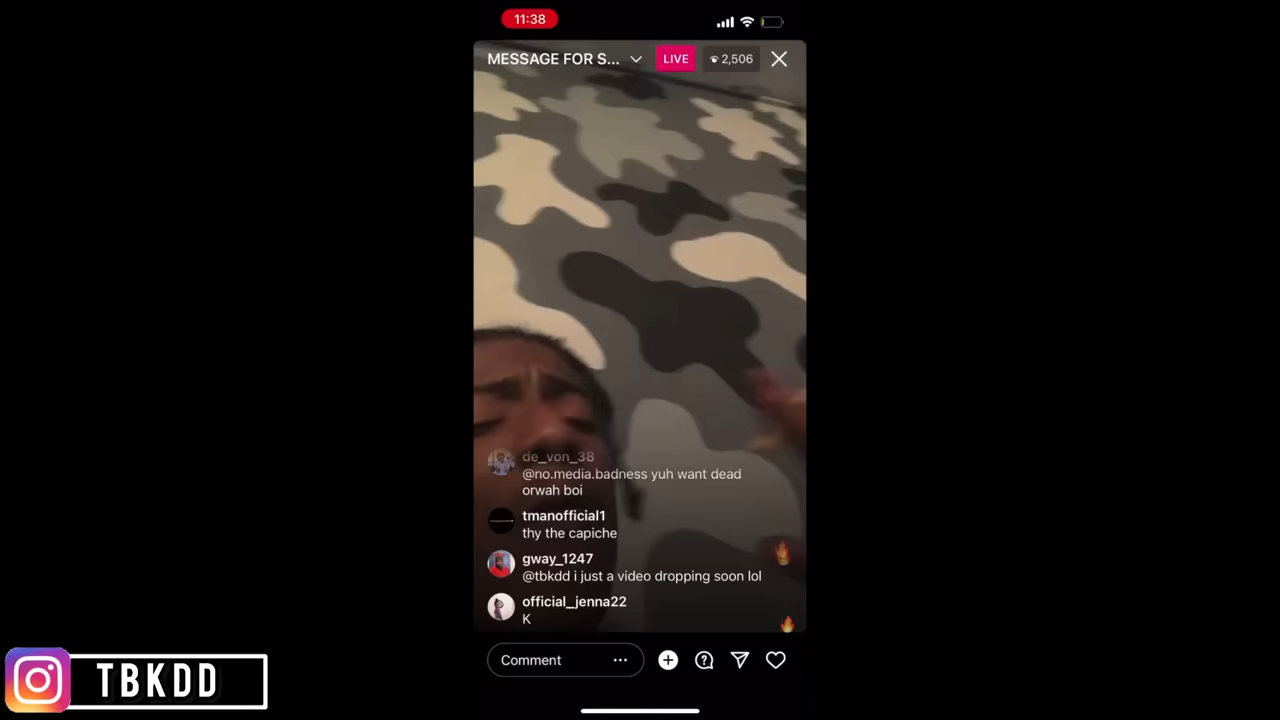 11:38
MESSAGE FOR S...
LIVE
2,506
de_von_38
@no.media.badness yuh want dead
orwah boi
tmanofficial1
thy the capiche
gway_1247
@tbkdd i just a video dropping soon lol
official_jenna22
K
Comment
TBKDD